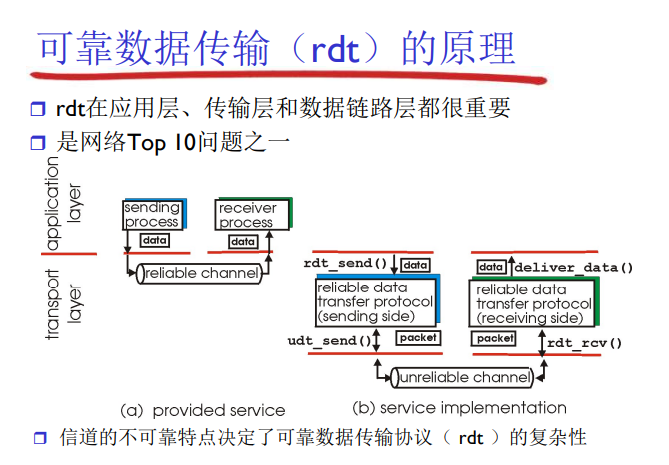 可靠数据传输（rdt）的原理
rdt在应用层、传输层和数据链路层都很重要
是网络Top 10问题之一
application
layer
transport
layer
sending
process
data
receiver
process
data
reliable channel
(a) provided service
rdt_send()
data
data
deliver_data()
reliable data
transfer protocol
(sending side)
reliable data
transfer protocol
(receiving side)
udt_send()
packet
packet
rdt_rcv()
unreliable channel
(b) service implementation
信道的不可靠特点决定了可靠数据传输协议（ rdt ）的复杂性